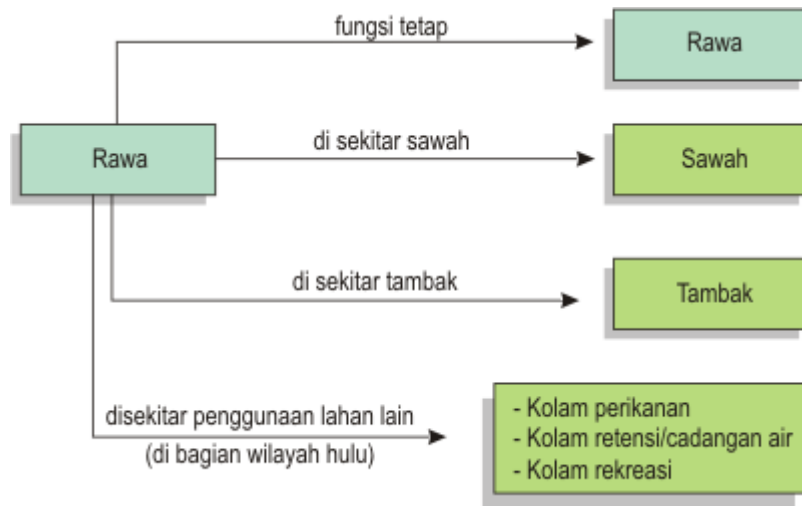 fungsi tetap
Rawa
Rawa
di sekitar sawah
Sawah
di sekitar tambak
Tambak
disekitar penggunaan lahan lain
(di bagian wilayah hulu)
- Kolam perikanan
- Kolam retensi/cadangan air
- Kolam rekreasi